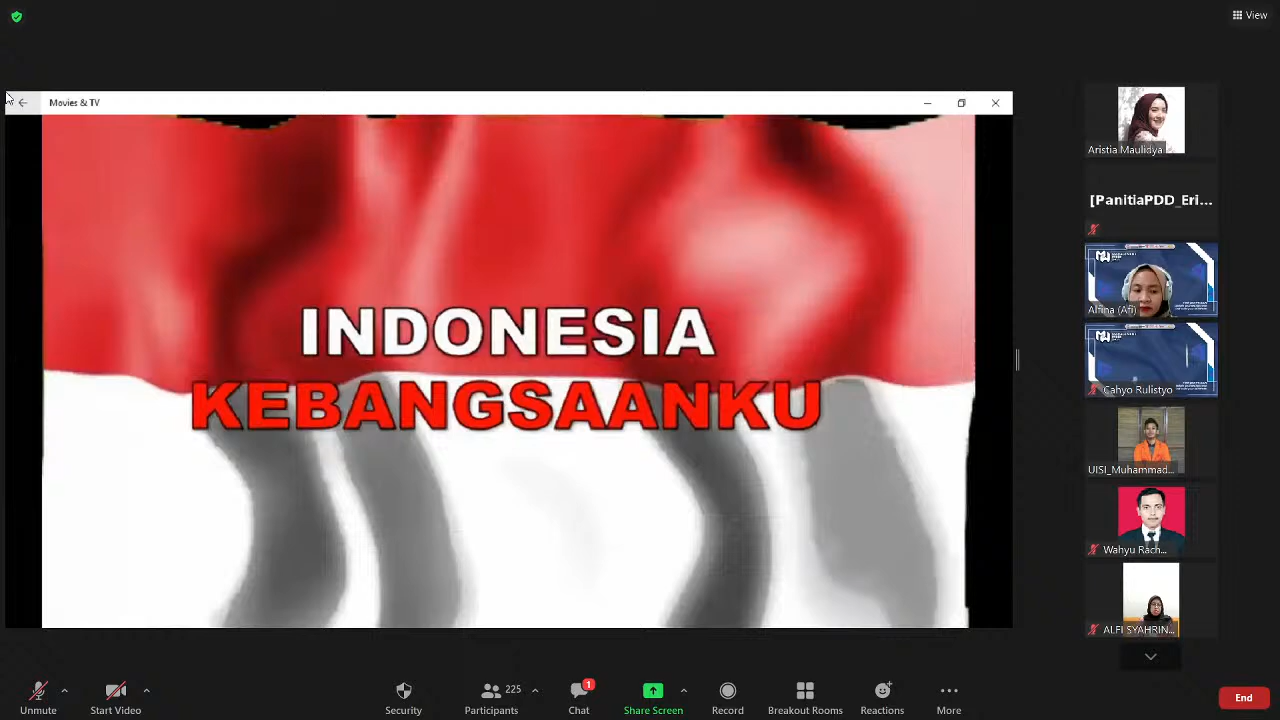 View
Movies & TV
INDONESIA
KEBANGSAANKU
Aristia Maulidya
[PanitiaPDD_Eri...
Alfina (Afi)
Cahyo Rulistyo
UISI_Muhammad...
Wahyu Rach...
ALFI SYAHRIN...
Unmute
Start Video
Security
225
Participants
1
Chat
Share Screen
Record
Breakout Rooms
Reactions
More
End